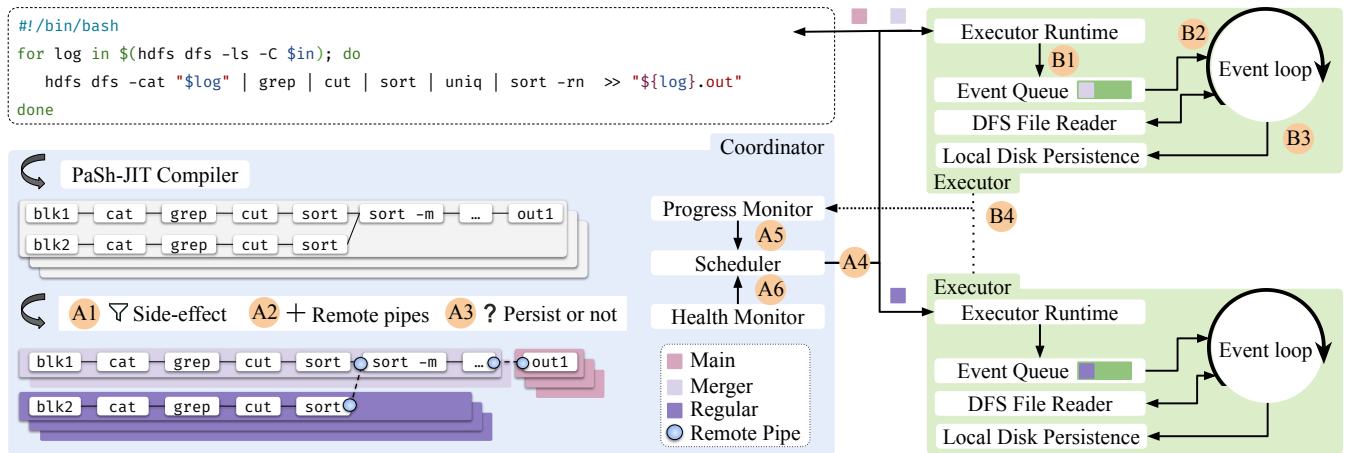 #!/bin/bash
for log in $(hdfs dfs -ls -C $in); do
hdfs dfs -cat "$log" | grep | cut | sort | uniq | sort -rn >> "${log}.out"
done
Coordinator
PaSh-JIT Compiler
blk1 cat grep cut sort sort -m … out1
blk2 cat grep cut sort
A1 Side-effect A2 + Remote pipes A3 ? Persist or not
blk1 cat grep cut sort sort -m … out1
blk2 cat grep cut sort
Progress Monitor
A5
Scheduler
A4
A6
Health Monitor
Main
Merger
Regular
Remote Pipe
Executor Runtime
B1
B2
Event Queue
Event loop
DFS File Reader
B3
Local Disk Persistence
Executor
B4
Executor
Executor Runtime
Event Queue
Event loop
DFS File Reader
Local Disk Persistence